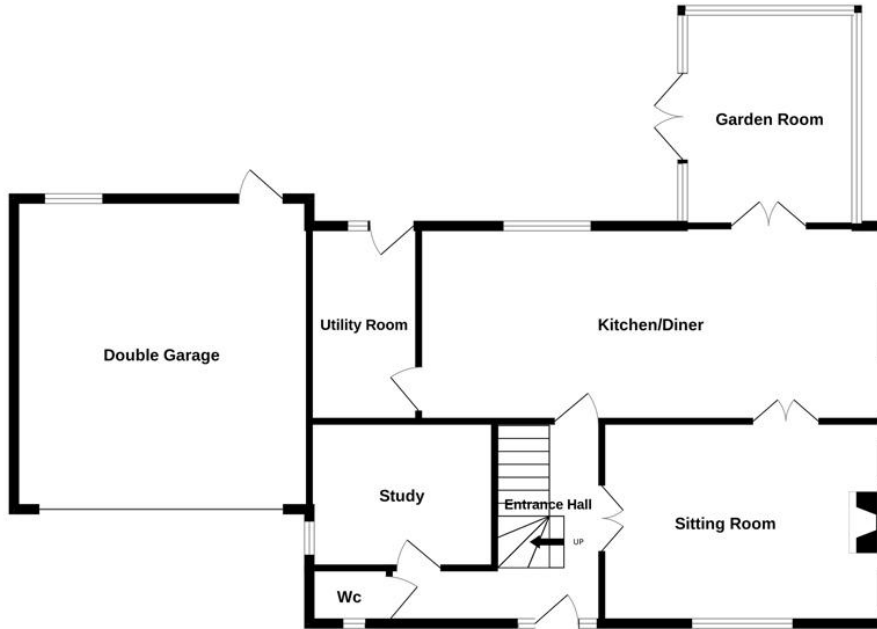 Garden Room
Utility Room
Kitchen/Diner
Double Garage
Study
Entrance Hall
Sitting Room
UP
Wc